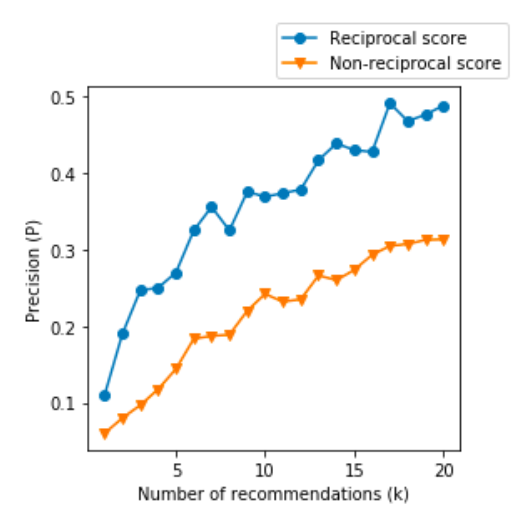 Reciprocal score
Non-reciprocal score
0.5
0.4
0.3
0.2
0.1
Precision (P)
5 10 15 20
Number of recommendations (k)